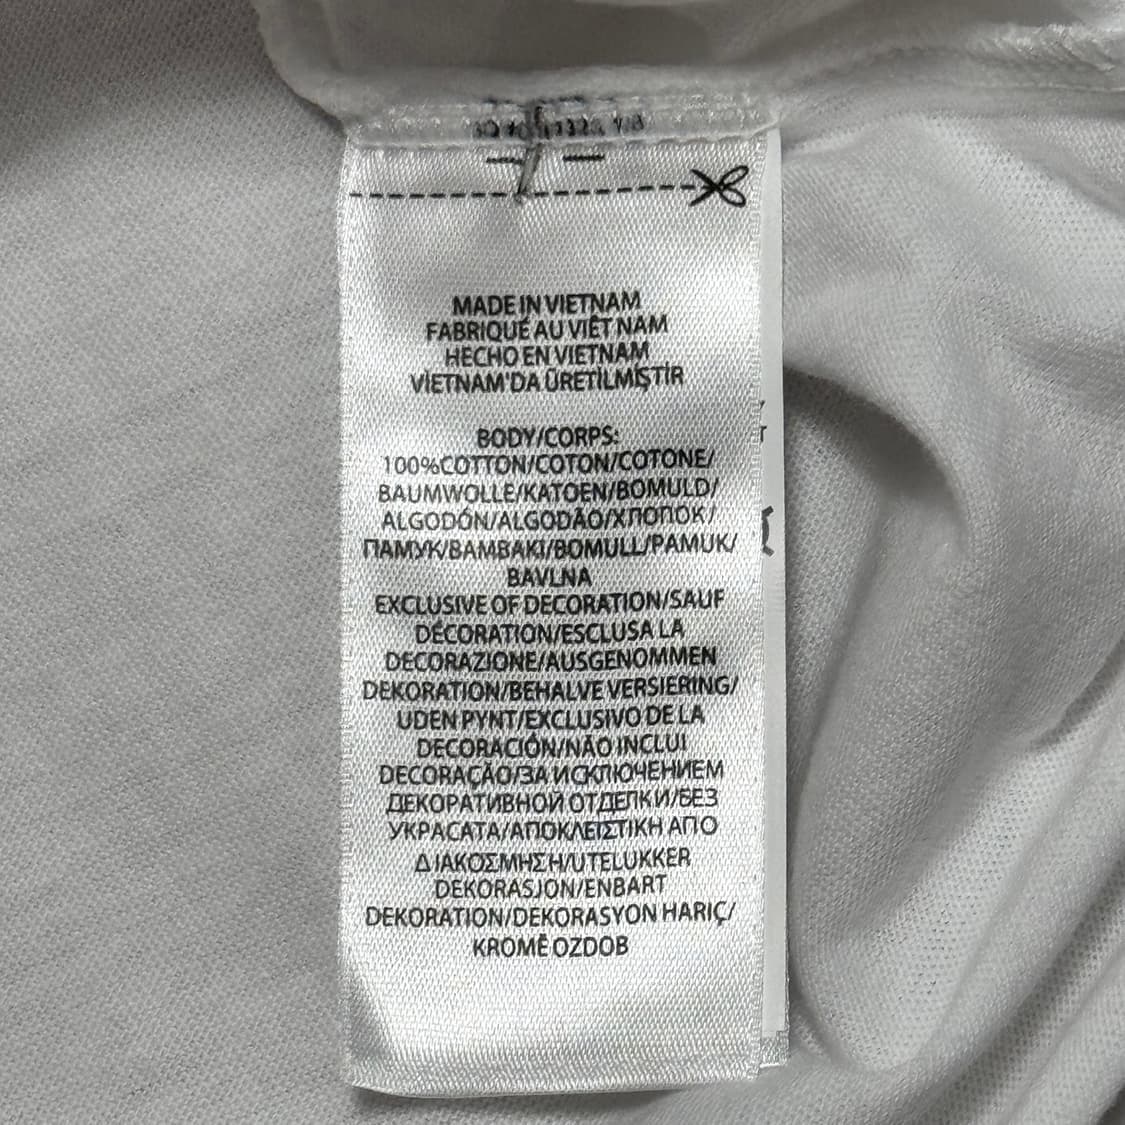 MADE IN VIETNAM
FABRIQUÉ AU VIÊT NAM
HECHO EN VIETNAM
VİETNAM'DA ÜRETİLMİŞTİR
BODY/CORPS:
100%COTTON/COTON/COTONE/
BAUMWOLLE/KATOEN/BOMULD/
ALGODÓN/ALGODÃO/ХЛОПОК/
ПАМУК/BAMBAKI/BOMULL/PAMUK/
BAVLNA
EXCLUSIVE OF DECORATION/SAUF
DÉCORATION/ESCLUSA LA
DECORAZIONE/AUSGENOMMEN
DEKORATION/BEHALVE VERSIERING/
UDEN PYNT/EXCLUSIVO DE LA
DECORACIÓN/NÃO INCLUI
DECORAÇÃO/ЗА ИСКЛЮЧЕНИЕМ
ДЕКОРАТИВНОЙ ОТДЕЛКИ/БЕЗ
УКРАСАТА/ΑΠΟΚΛΕΙΣΤΙΚΗ ΑΠΟ
ΔΙΑΚΟΣΜΗΣΗ/UTELUKKER
DEKORASJON/ENBART
DEKORATION/DEKORASYON HARIÇ/
KROMĚ OZDOB